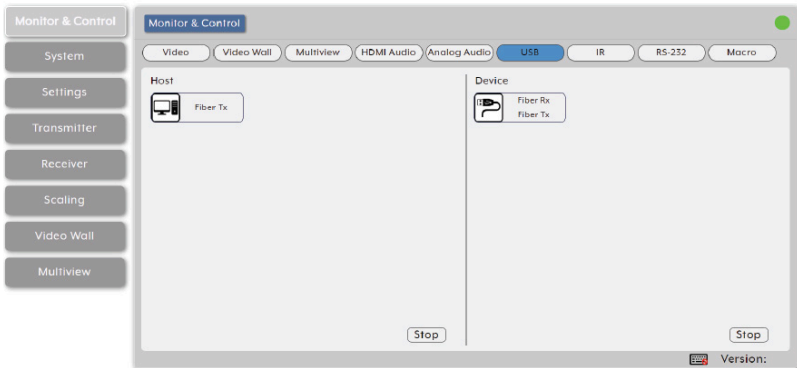 Monitor & Control
System
Settings
Transmitter
Receiver
Scaling
Video Wall
Multiview
Monitor & Control
Video
Video Wall
Multiview
HDMI Audio
Analog Audio
USB
IR
RS-232
Macro
Host
Fiber Tx
Stop
Device
Fiber Rx
Fiber Tx
Stop
Version: